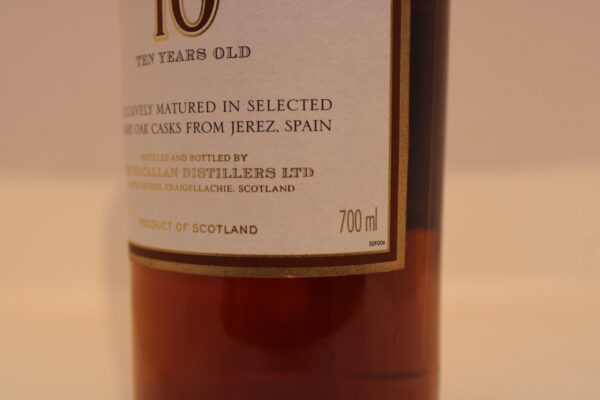 10
TEN YEARS OLD
MATURED IN SELECTED
OAK CASKS FROM JEREZ, SPAIN
DISTILLED AND BOTTLED BY
MACALLAN DISTILLERS LTD
CRAIGELLACHIE, SCOTLAND
PRODUCT OF SCOTLAND
700 ml